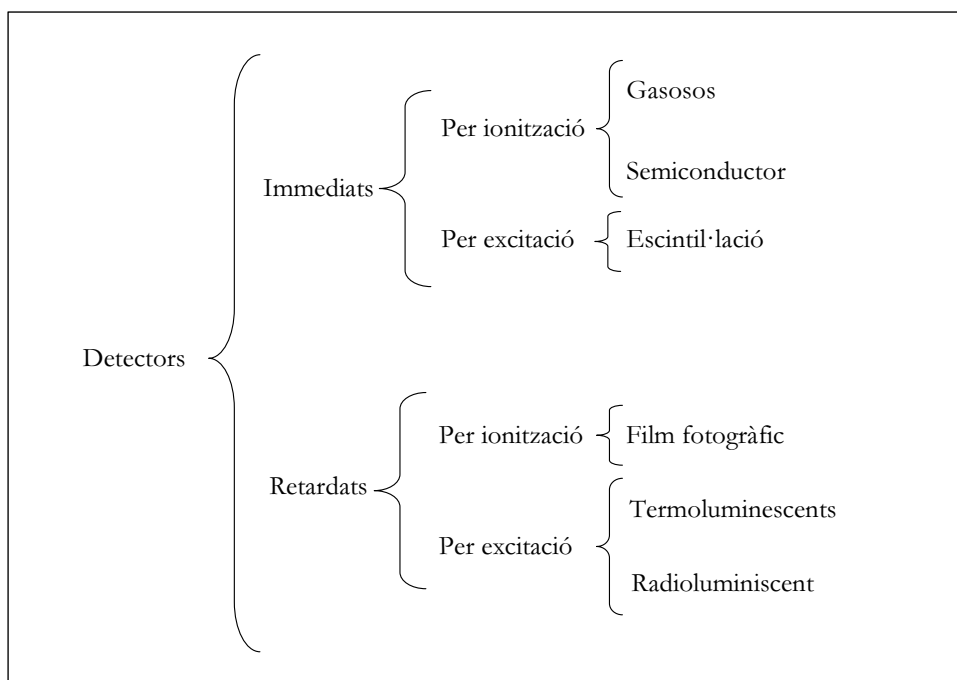 Detectors
Immediats
Per ionització
Gasosos
Semiconductor
Per excitació
Escintil·lació
Retardats
Per ionització
Film fotogràfic
Per excitació
Termoluminescents
Radioluminiscent